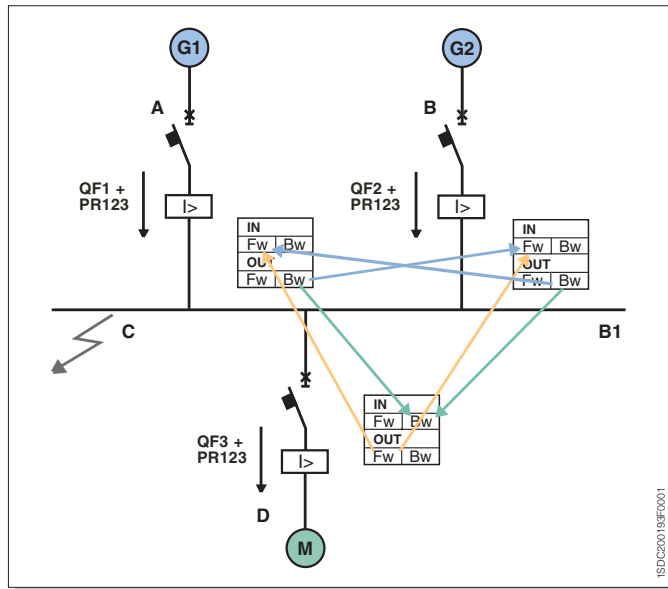 G1
G2
A
B
QF1 +
PR123
I>
QF2 +
PR123
I>
IN
Fw Bw
OUT
Fw Bw
IN
Fw Bw
OUT
Fw Bw
C
B1
IN
Fw Bw
OUT
Fw Bw
QF3 +
PR123
I>
D
M
1SDC200193F0001